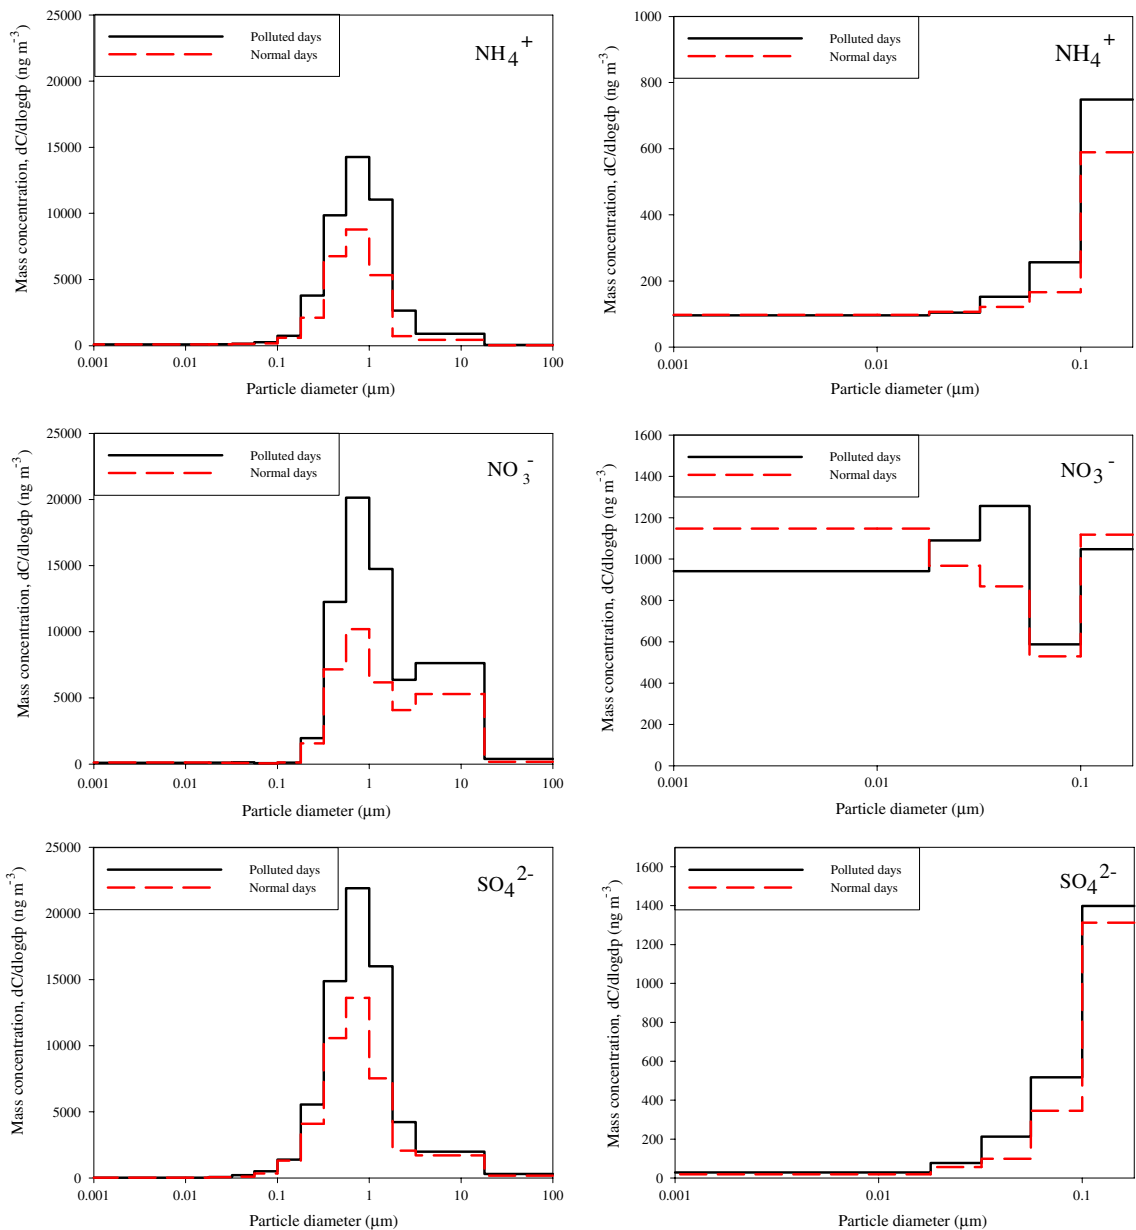 25000
20000
15000
10000
5000
0
Mass concentration, dC/dlogdp (ng m-3)
Polluted days
Normal days
NH4+
0.001 0.01 0.1 1 10 100
Particle diameter (µm)
1000
800
600
400
200
0
Mass concentration, dC/dlogdp (ng m-3)
Polluted days
Normal days
NH4+
0.001 0.01 0.1
Particle diameter (µm)
25000
20000
15000
10000
5000
0
Mass concentration, dC/dlogdp (ng m-3)
Polluted days
Normal days
NO3-
0.001 0.01 0.1 1 10 100
Particle diameter (µm)
1600
1400
1200
1000
800
600
400
200
0
Mass concentration, dC/dlogdp (ng m-3)
Polluted days
Normal days
NO3-
0.001 0.01 0.1
Particle diameter (µm)
25000
20000
15000
10000
5000
0
Mass concentration, dC/dlogdp (ng m-3)
Polluted days
Normal days
SO42-
0.001 0.01 0.1 1 10 100
Particle diameter (µm)
1600
1400
1200
1000
800
600
400
200
0
Mass concentration, dC/dlogdp (ng m-3)
Polluted days
Normal days
SO42-
0.001 0.01 0.1
Particle diameter (µm)